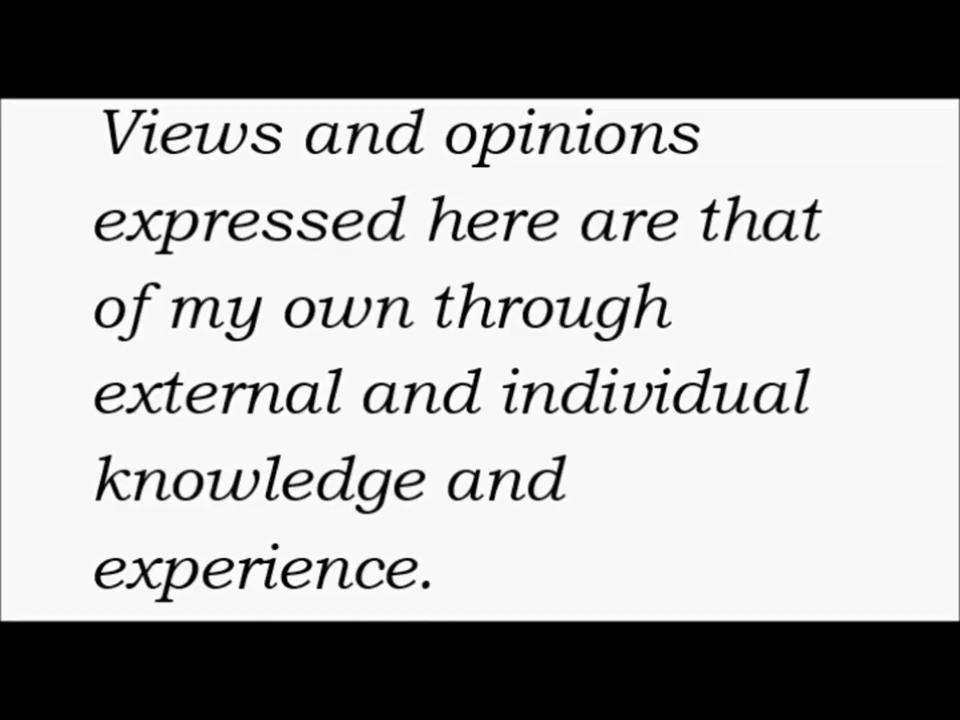 Views and opinions
expressed here are that
of my own through
external and individual
knowledge and
experience.